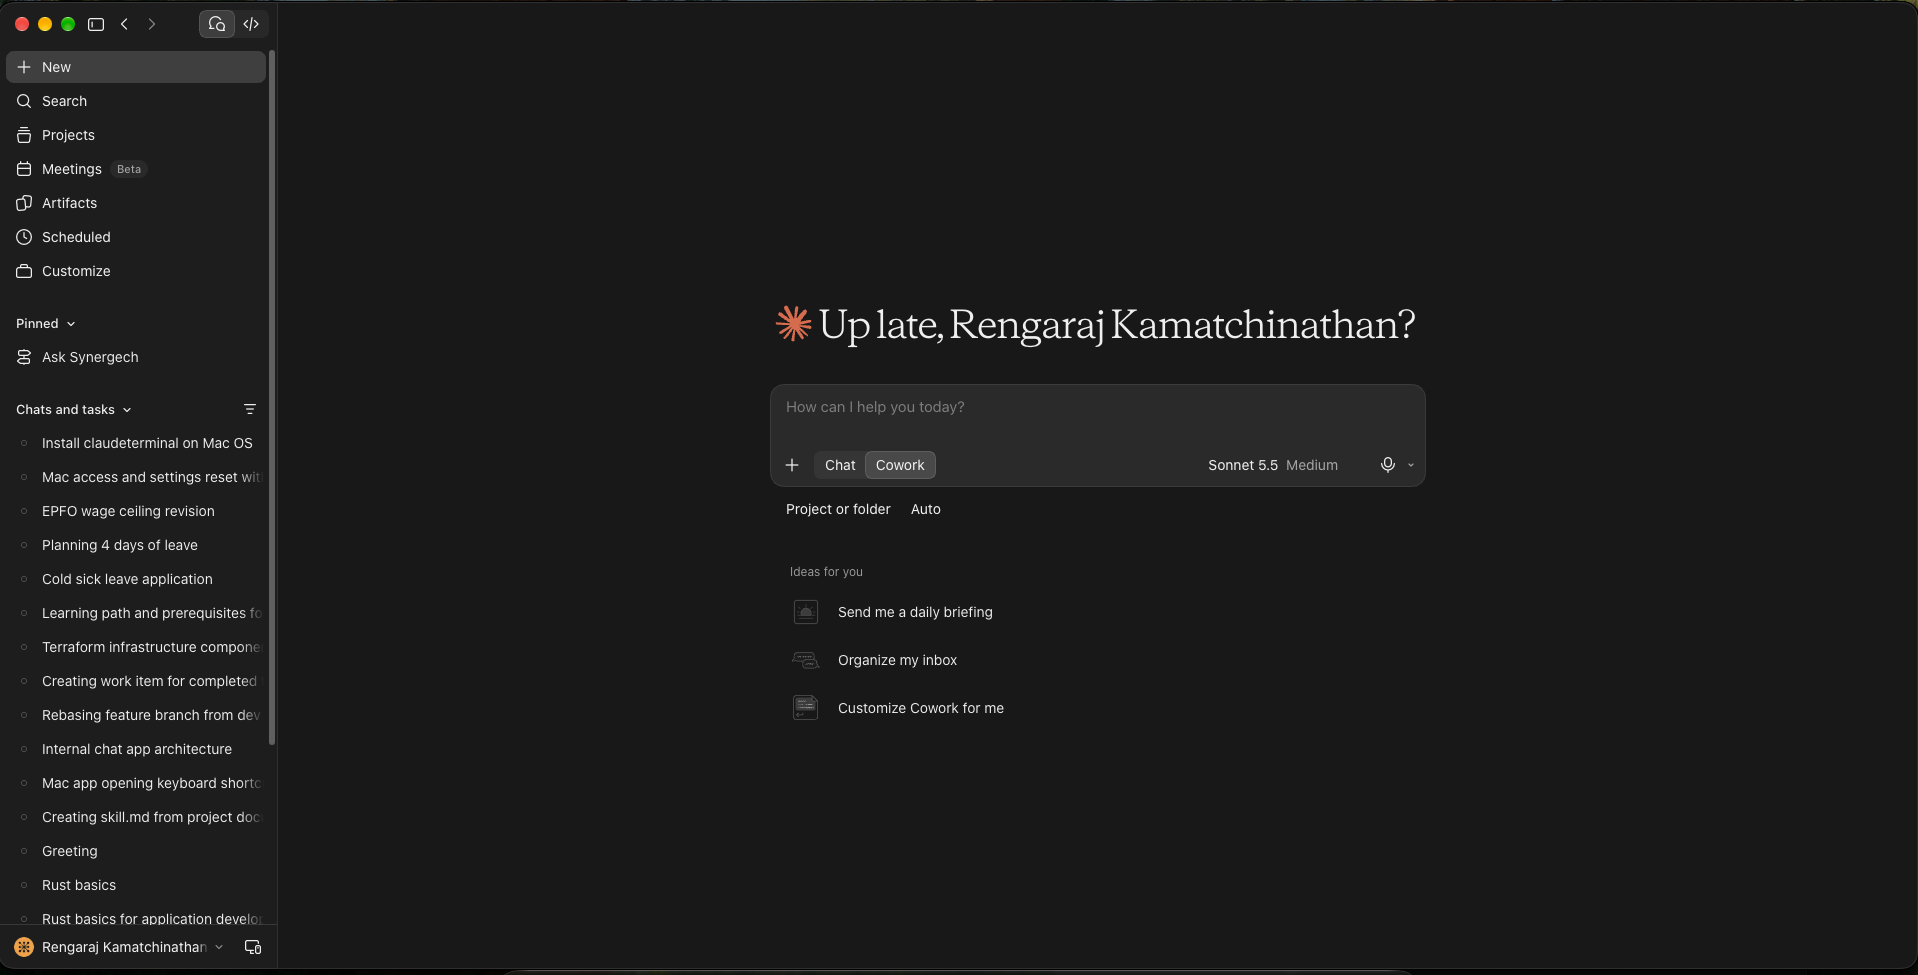 New
Search
Projects
Meetings Beta
Artifacts
Scheduled
Customize
Pinned
Ask Synergech
Chats and tasks
Install claudeterminal on Mac OS
Mac access and settings reset wit
EPFO wage ceiling revision
Planning 4 days of leave
Cold sick leave application
Learning path and prerequisites fo
Terraform infrastructure compone
Creating work item for completed
Rebasing feature branch from dev
Internal chat app architecture
Mac app opening keyboard shortc
Creating skill.md from project doc
Greeting
Rust basics
Rust basics for application develop
Rengaraj Kamatchinathan
Up late, Rengaraj Kamatchinathan?
How can I help you today?
Chat Cowork Sonnet 5.5 Medium
Project or folder Auto
Ideas for you
Send me a daily briefing
Organize my inbox
Customize Cowork for me